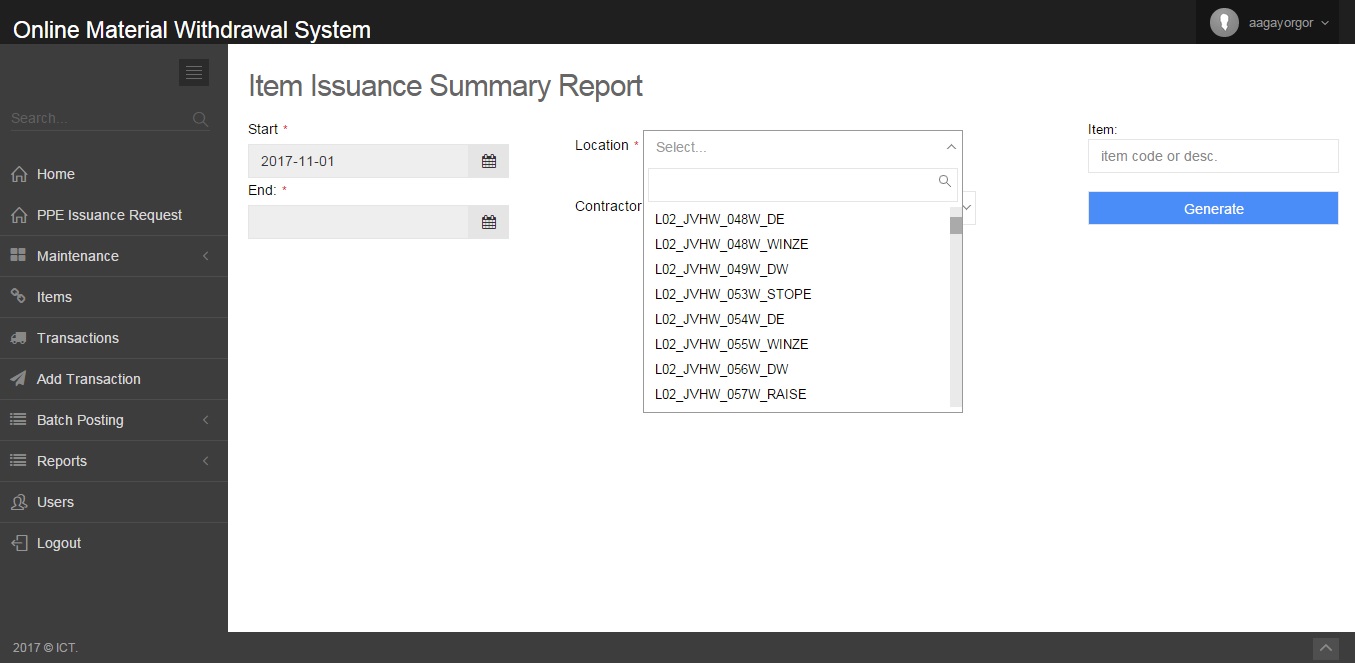 Online Material Withdrawal System
aagayorgor
Search...
Home
PPE Issuance Request
Maintenance
Items
Transactions
Add Transaction
Batch Posting
Reports
Users
Logout
Item Issuance Summary Report
Start *
2017-11-01
End: *
Location *
Select...
L02_JVHW_048W_DE
L02_JVHW_048W_WINZE
L02_JVHW_049W_DW
L02_JVHW_053W_STOPE
L02_JVHW_054W_DE
L02_JVHW_055W_WINZE
L02_JVHW_056W_DW
L02_JVHW_057W_RAISE
Contractor
Item:
item code or desc.
Generate
2017 © ICT.